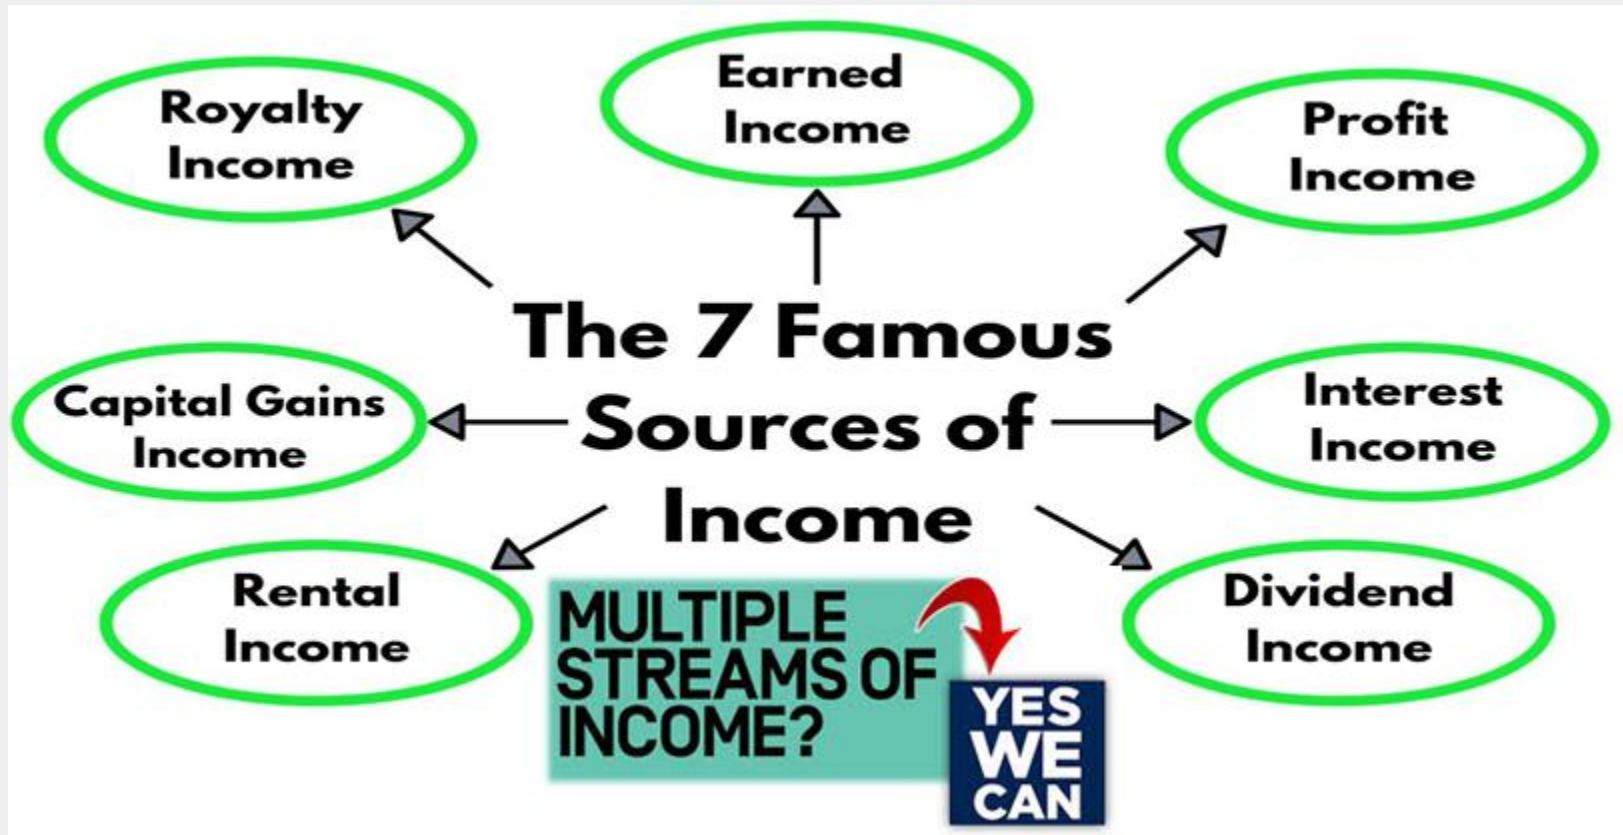 Royalty
Income
Earned
Income
Profit
Income
The 7 Famous
Sources of
Income
Capital Gains
Income
Interest
Income
Rental
Income
Dividend
Income
MULTIPLE
STREAMS OF
INCOME?
YES
WE
CAN